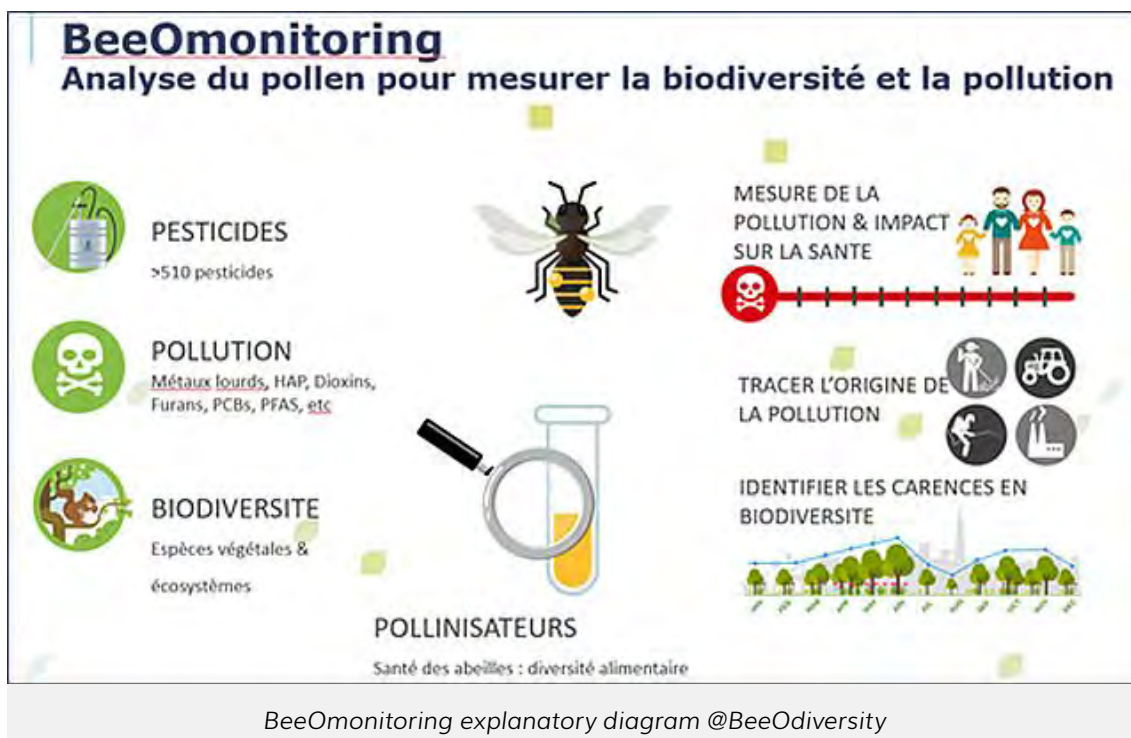 BeeOmonitoring
Analyse du pollen pour mesurer la biodiversité et la pollution
PESTICIDES
>510 pesticides
POLLUTION
Métaux lourds, HAP, Dioxins,
Furans, PCBs, PFAS, etc
BIODIVERSITE
Espèces végétales &
écosystèmes
POLLINISATEURS
Santé des abeilles : diversité alimentaire
MESURE DE LA
POLLUTION & IMPACT
SUR LA SANTE
TRACER L'ORIGINE DE
LA POLLUTION
IDENTIFIER LES CARENCES EN
BIODIVERSITE
BeeOmonitoring explanatory diagram @BeeOdiversity